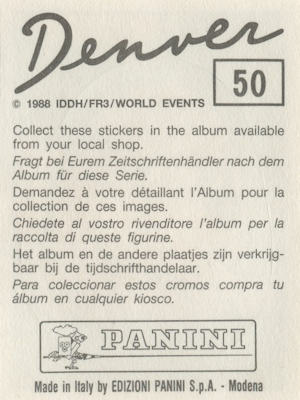 Denver
50
© 1988 IDDH/FR3/WORLD EVENTS
Collect these stickers in the album available
from your local shop.
Fragt bei Eurem Zeitschriftenhändler nach dem
Album für diese Serie.
Demandez à votre détaillant l'Album pour la
collection de ces images.
Chiedete al vostro rivenditore l'album per la
raccolta di queste figurine.
Het album en de andere plaatjes zijn verkrijg-
baar bij de tijdschrifthandelaar.
Para coleccionar estos cromos compra tu
álbum en cualquier kiosco.
PANINI
Made in Italy by EDIZIONI PANINI S.p.A. - Modena